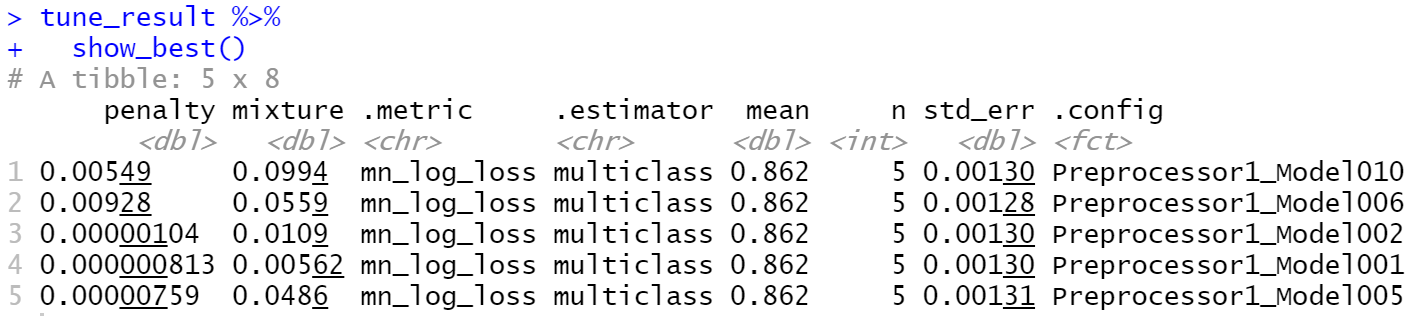 > tune_result %>%
+   show_best()
# A tibble: 5 x 8
penalty mixture .metric .estimator mean n std_err .config
<dbl> <dbl> <chr> <chr> <dbl> <int> <dbl> <fct>
1 0.00549 0.0994 mn_log_loss multiclass 0.862 5 0.00130 Preprocessor1_Model010
2 0.00928 0.0559 mn_log_loss multiclass 0.862 5 0.00128 Preprocessor1_Model006
3 0.00000104 0.0109 mn_log_loss multiclass 0.862 5 0.00130 Preprocessor1_Model002
4 0.000000813 0.00562 mn_log_loss multiclass 0.862 5 0.00130 Preprocessor1_Model001
5 0.00000759 0.0486 mn_log_loss multiclass 0.862 5 0.00131 Preprocessor1_Model005